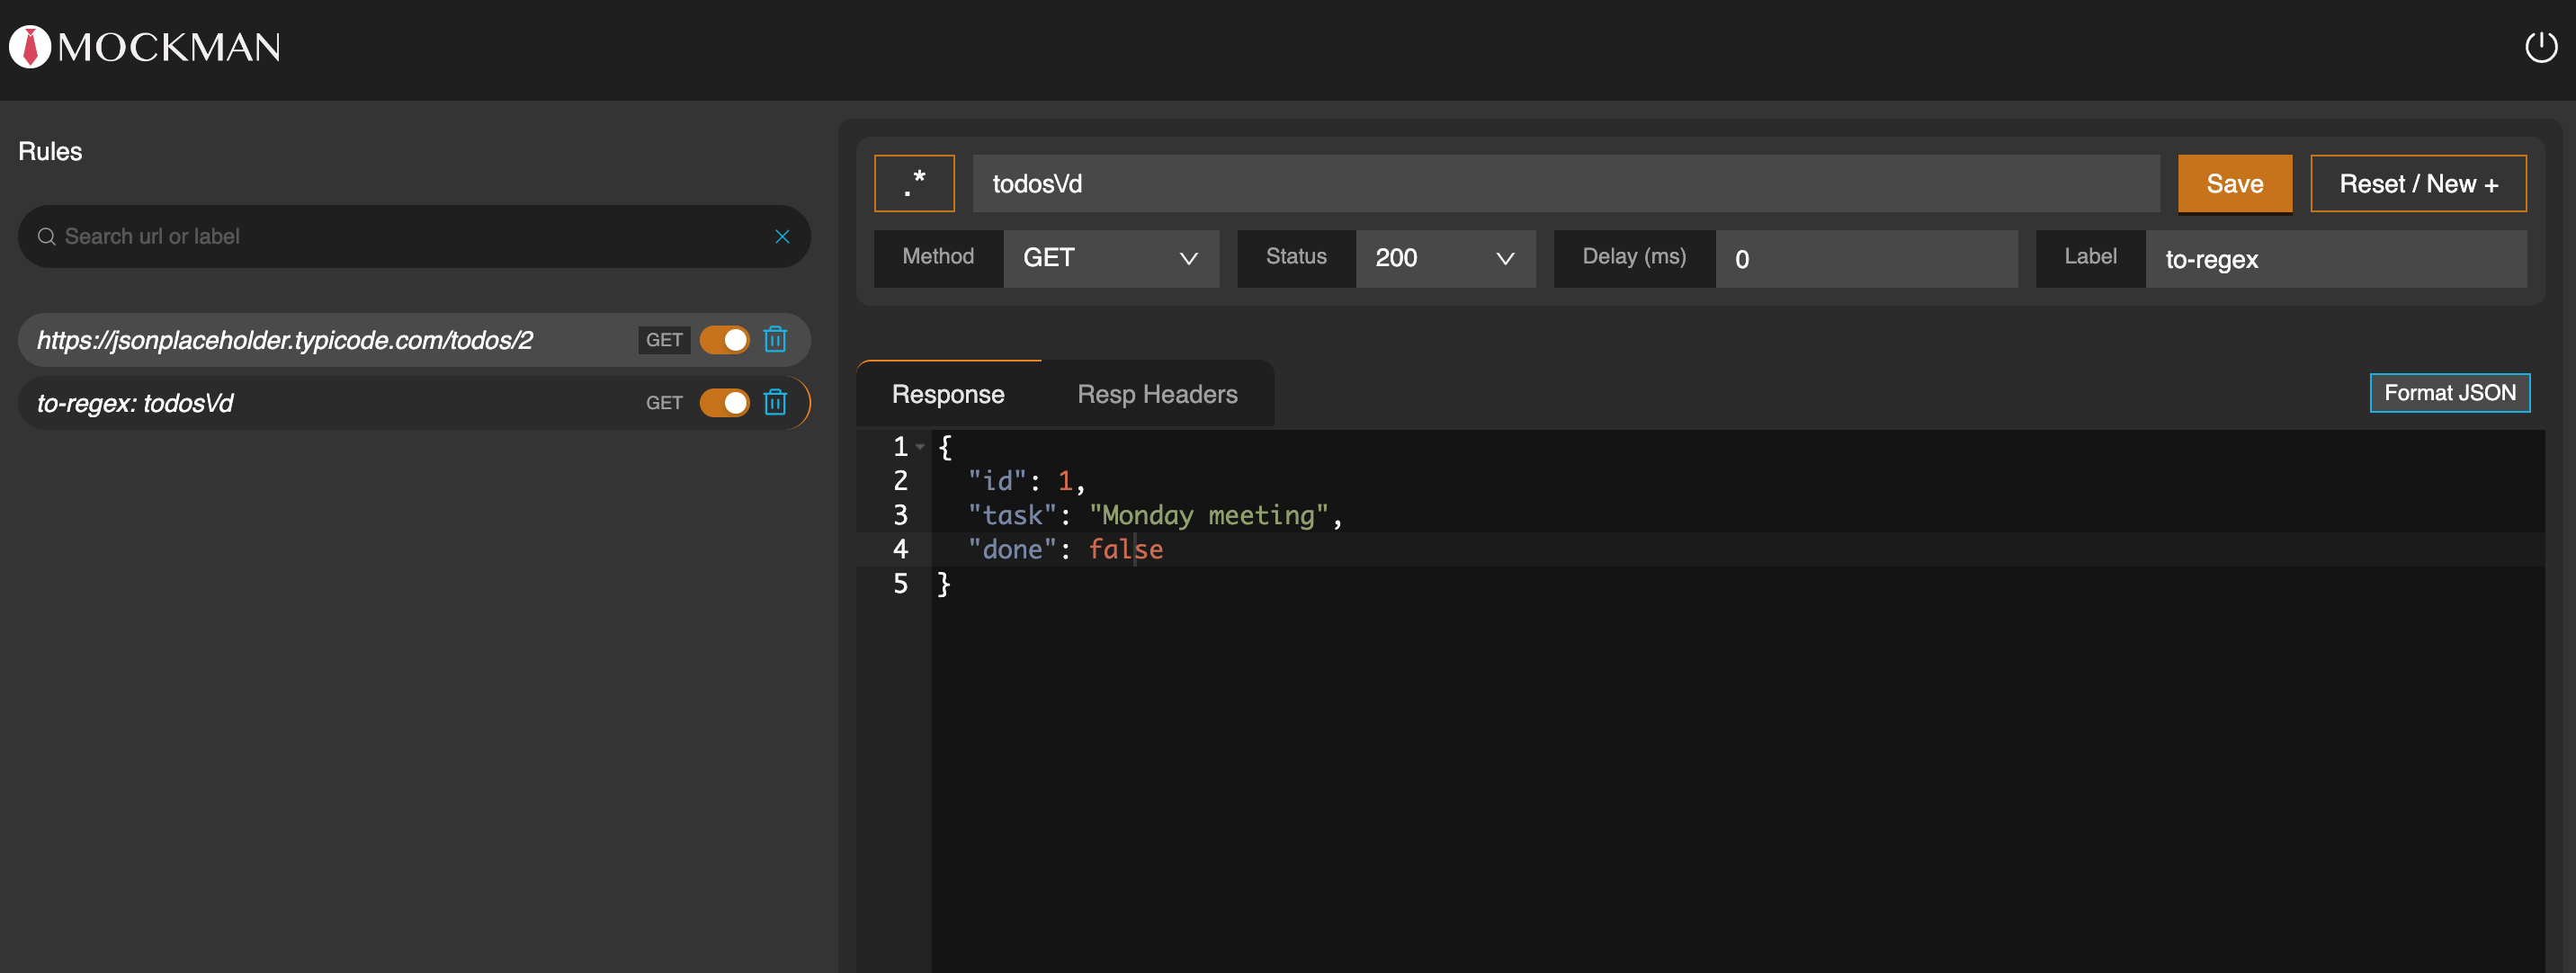 MOCKMAN
Rules
Search url or label
https://jsonplaceholder.typicode.com/todos/2 GET
to-regex: todos\/d GET
.* todos\/d Save Reset / New +
Method GET Status 200 Delay (ms) 0 Label to-regex
Response Resp Headers Format JSON
1 {
2 "id": 1,
3 "task": "Monday meeting",
4 "done": false
5 }